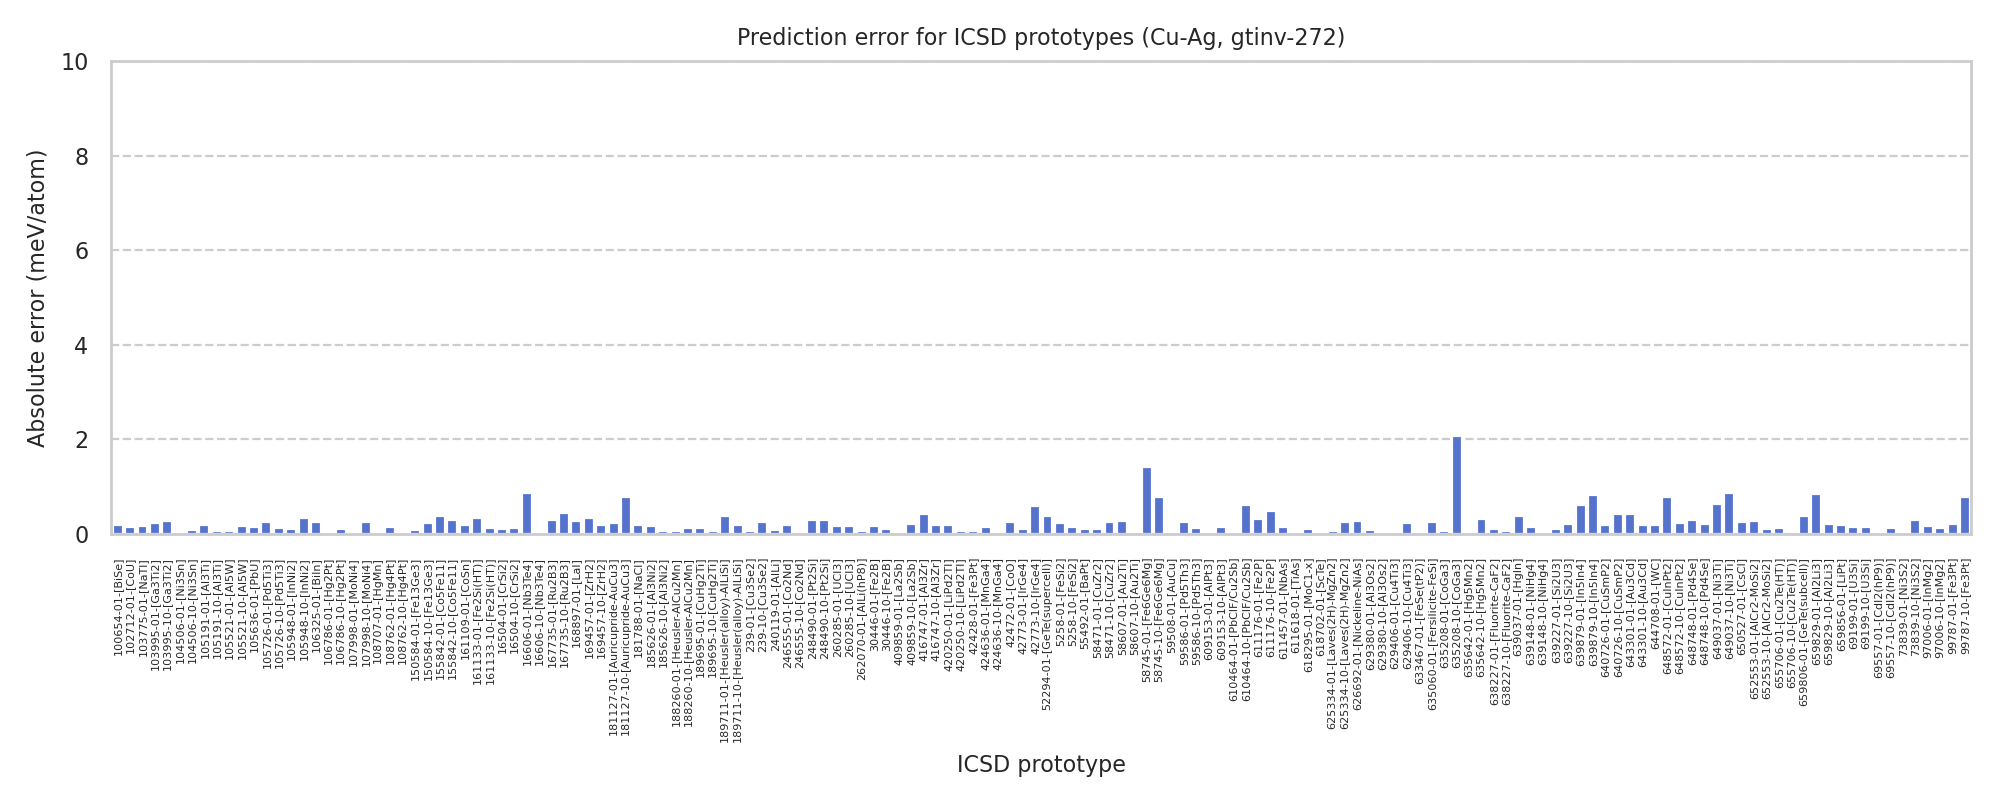 Prediction error for ICSD prototypes (Cu-Ag, gtinv-272)
Absolute error (meV/atom)
10
8
6
4
2
0
100654-01-[BiSe]
102712-01-[CoU]
103775-01-[NaTl]
103995-01-[Ga3Ti2]
103995-10-[Ga3Ti2]
104506-01-[Ni3Sn]
104506-10-[Ni3Sn]
105191-01-[Al3Ti]
105191-10-[Al3Ti]
105521-01-[Al5W]
105521-10-[Al5W]
105636-01-[PbU]
105726-01-[Pd5Ti3]
105726-10-[Pd5Ti3]
105948-01-[InNi2]
105948-10-[InNi2]
106325-01-[BiIn]
106786-01-[Hg2Pt]
106786-10-[Hg2Pt]
107998-01-[MoNi4]
107998-10-[MoNi4]
108707-01-[HgMn]
108762-01-[Hg4Pt]
108762-10-[Hg4Pt]
150584-01-[Fe13Ge3]
150584-10-[Fe13Ge3]
155842-01-[Co5Fe11]
155842-10-[Co5Fe11]
161109-01-[CoSn]
161133-01-[Fe2Si(HT)]
161133-10-[Fe2Si(HT)]
16504-01-[CrSi2]
16504-10-[CrSi2]
16606-01-[Nb3Te4]
16606-10-[Nb3Te4]
167735-01-[Ru2B3]
167735-10-[Ru2B3]
168897-01-[LaI]
169457-01-[ZrH2]
169457-10-[ZrH2]
181127-01-[Auricupride-AuCu3]
181127-10-[Auricupride-AuCu3]
181788-01-[NaCl]
185626-01-[Al3Ni2]
185626-10-[Al3Ni2]
188260-01-[Heusler-AlCu2Mn]
188260-10-[Heusler-AlCu2Mn]
189695-01-[CuHg2Ti]
189695-10-[CuHg2Ti]
189711-01-[Heusler(alloy)-AlLiSi]
189711-10-[Heusler(alloy)-AlLiSi]
239-01-[Cu3Se2]
239-10-[Cu3Se2]
240119-01-[AlLi]
246555-01-[Co2Nd]
246555-10-[Co2Nd]
248490-01-[Pt2Si]
248490-10-[Pt2Si]
260285-01-[UCl3]
260285-10-[UCl3]
262070-01-[AlLi(hP8)]
30446-01-[Fe2B]
30446-10-[Fe2B]
409859-01-[La2Sb]
409859-10-[La2Sb]
416747-01-[Al3Zr]
416747-10-[Al3Zr]
420250-01-[LiPd2Tl]
420250-10-[LiPd2Tl]
42428-01-[Fe3Pt]
424636-01-[MnGa4]
424636-10-[MnGa4]
42472-01-[CoO]
42773-01-[IrGe4]
42773-10-[IrGe4]
52294-01-[GeTe(supercell)]
5258-01-[FeSi2]
5258-10-[FeSi2]
55492-01-[BaPt]
58471-01-[CuZr2]
58471-10-[CuZr2]
58607-01-[Au2Ti]
58607-10-[Au2Ti]
58745-01-[Fe6Ge6Mg]
58745-10-[Fe6Ge6Mg]
59508-01-[AuCu]
59586-01-[Pd5Th3]
59586-10-[Pd5Th3]
609153-01-[AlPt3]
609153-10-[AlPt3]
610464-01-[PbClF/Cu2Sb]
610464-10-[PbClF/Cu2Sb]
611176-01-[Fe2P]
611176-10-[Fe2P]
611457-01-[NbAs]
611618-01-[TiAs]
618295-01-[MoC1-x]
618702-01-[ScTe]
625334-01-[Laves(2H)-MgZn2]
625334-10-[Laves(2H)-MgZn2]
626692-01-[Nickeline-NiAs]
629380-01-[Al3Os2]
629380-10-[Al3Os2]
629406-01-[Cu4Ti3]
629406-10-[Cu4Ti3]
633467-01-[FeSe(tP2)]
635060-01-[Fersilicite-FeSi]
635208-01-[CoGa3]
635208-10-[CoGa3]
635642-01-[Hg5Mn2]
635642-10-[Hg5Mn2]
638227-01-[Fluorite-CaF2]
638227-10-[Fluorite-CaF2]
639037-01-[HgIn]
639148-01-[NiHg4]
639148-10-[NiHg4]
639227-01-[Si2U3]
639227-10-[Si2U3]
639879-01-[In5In4]
639879-10-[In5In4]
640726-01-[CuSmP2]
640726-10-[CuSmP2]
643301-01-[Au3Cd]
643301-10-[Au3Cd]
644708-01-[WC]
648572-01-[CuInPt2]
648572-10-[CuInPt2]
648748-01-[Pd4Se]
648748-10-[Pd4Se]
649037-01-[Ni3Ti]
649037-10-[Ni3Ti]
650527-01-[CsCl]
652553-01-[AlCr2-MoSi2]
652553-10-[AlCr2-MoSi2]
655706-01-[Cu2Te(HT)]
655706-10-[Cu2Te(HT)]
659806-01-[GeTe(subcell)]
659829-01-[Al2Li3]
659829-10-[Al2Li3]
659856-01-[LiPt]
69199-01-[U3Si]
69199-10-[U3Si]
69557-01-[CdI2(hP9)]
69557-10-[CdI2(hP9)]
73839-01-[Ni3S2]
73839-10-[Ni3S2]
97006-01-[InMg2]
97006-10-[InMg2]
99787-01-[Fe3Pt]
99787-10-[Fe3Pt]
ICSD prototype